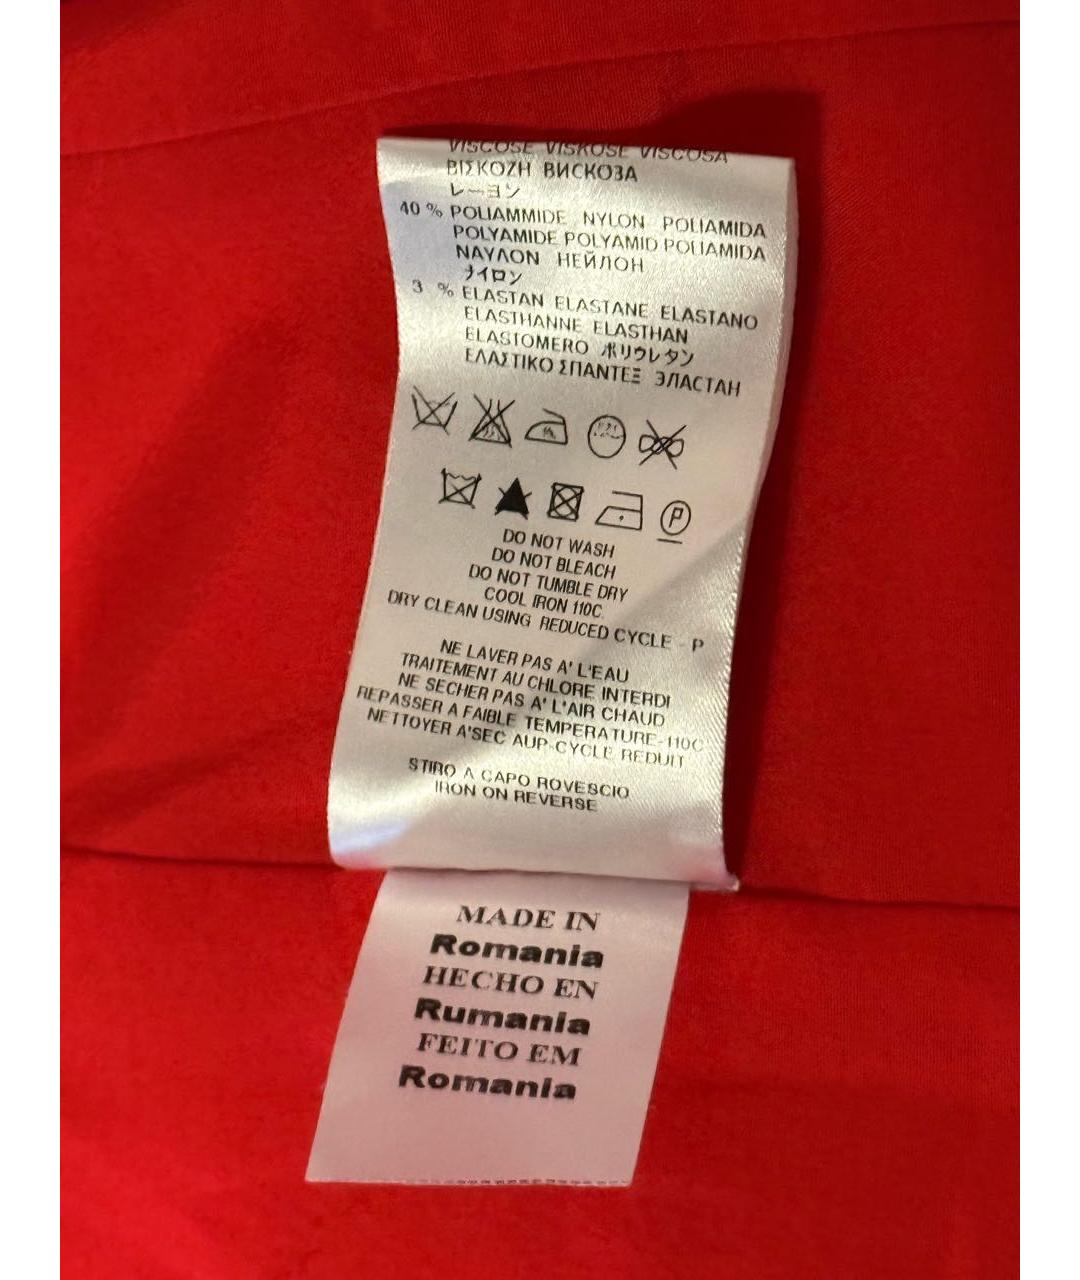 VISCOSE VISKOSE VISCOSA
ΒΙΣΚΟΖΗ ВИСКОЗА
レーヨン
40 % POLIAMMIDE NYLON POLIAMIDA
POLYAMIDE POLYAMID POLIAMIDA
ΝΑΥΛΟΝ НЕЙЛОН
ナイロン
3 % ELASTAN ELASTANE ELASTANO
ELASTHANNE ELASTHAN
ELASTOMERO ポリウレタン
ΕΛΑΣΤΙΚΟ ΣΠΑΝΤΕΞ ЭЛАСТАН
P
DO NOT WASH
DO NOT BLEACH
DO NOT TUMBLE DRY
COOL IRON 110C.
DRY CLEAN USING REDUCED CYCLE - P
NE LAVER PAS A' L'EAU
TRAITEMENT AU CHLORE INTERDI
NE SECHER PAS A' L'AIR CHAUD
REPASSER A FAIBLE TEMPERATURE-110C
NETTOYER A'SEC AUP-CYCLE REDUIT
STIRO A CAPO ROVESCIO
IRON ON REVERSE
MADE IN
Romania
HECHO EN
Rumania
FEITO EM
Romania